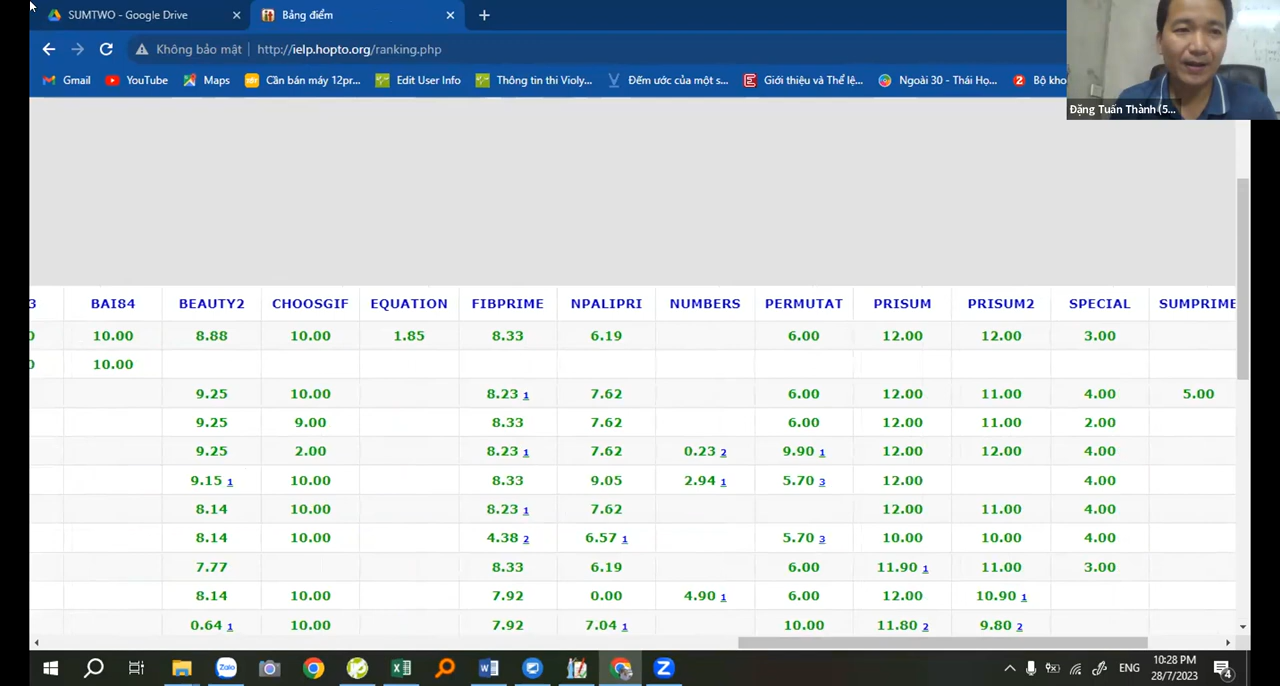 SUMTWO - Google Drive
Bảng điểm
Không bảo mật
http://ielp.hopto.org/ranking.php
Gmail YouTube Maps Cần bán máy 12pr... Edit User Info Thông tin thi Violy... Đếm ước của một s... Giới thiệu và Thể lệ... Ngoài 30 - Thái Họ... Bộ kho
Đặng Tuấn Thành (5...
3 BAI84 BEAUTY2 CHOOSGIF EQUATION FIBPRIME NPALIPRI NUMBERS PERMUTAT PRISUM PRISUM2 SPECIAL SUMPRIME
0 10.00 8.88 10.00 1.85 8.33 6.19 6.00 12.00 12.00 3.00
0 10.00
9.25 10.00 8.23 1 7.62 6.00 12.00 11.00 4.00 5.00
9.25 9.00 8.33 7.62 6.00 12.00 11.00 2.00
9.25 2.00 8.23 1 7.62 0.23 2 9.90 1 12.00 12.00 4.00
9.15 1 10.00 8.33 9.05 2.94 1 5.70 3 12.00 4.00
8.14 10.00 8.23 1 7.62 12.00 11.00 4.00
8.14 10.00 4.38 2 6.57 1 5.70 3 10.00 10.00 4.00
7.77 8.33 6.19 6.00 11.90 1 11.00 3.00
8.14 10.00 7.92 0.00 4.90 1 6.00 12.00 10.90 1
0.64 1 10.00 7.92 7.04 1 10.00 11.80 2 9.80 2
Zalo
ENG
10:28 PM
28/7/2023
4